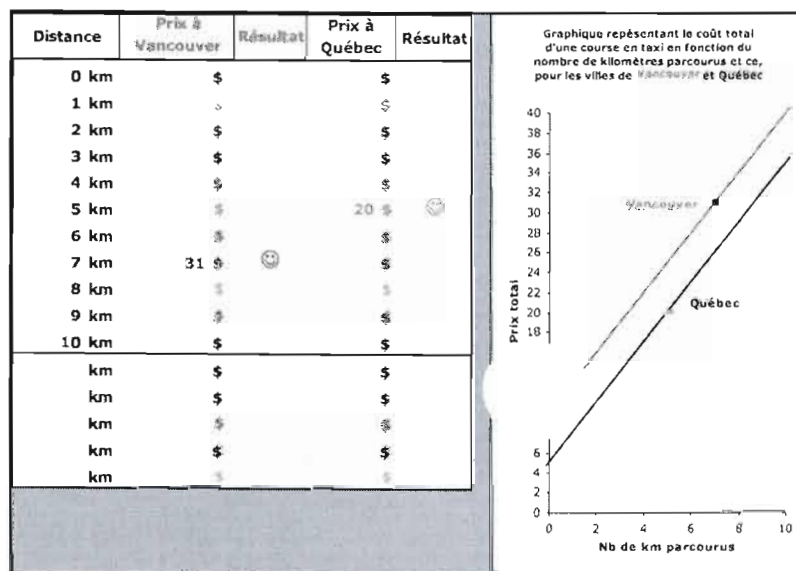 Distance Prix à Vancouver Résultat Prix à Québec Résultat
0 km $ $
1 km $ $
2 km $ $
3 km $ $
4 km $ $
5 km $ 20 $
6 km $ $
7 km 31 $ $
8 km $ $
9 km $ $
10 km $ $
km $ $
km $ $
km $ $
km $ $
km $ $
Graphique repésentant le coût total
d'une course en taxi en fonction du
nombre de kilomètres parcourus et ce,
pour les villes de Vancouver et Québec
Prix total
40
38
36
34
32
30
28
26
24
22
20
18
6
4
2
0
Vancouver
Québec
0 2 4 6 8 10
Nb de km parcourus